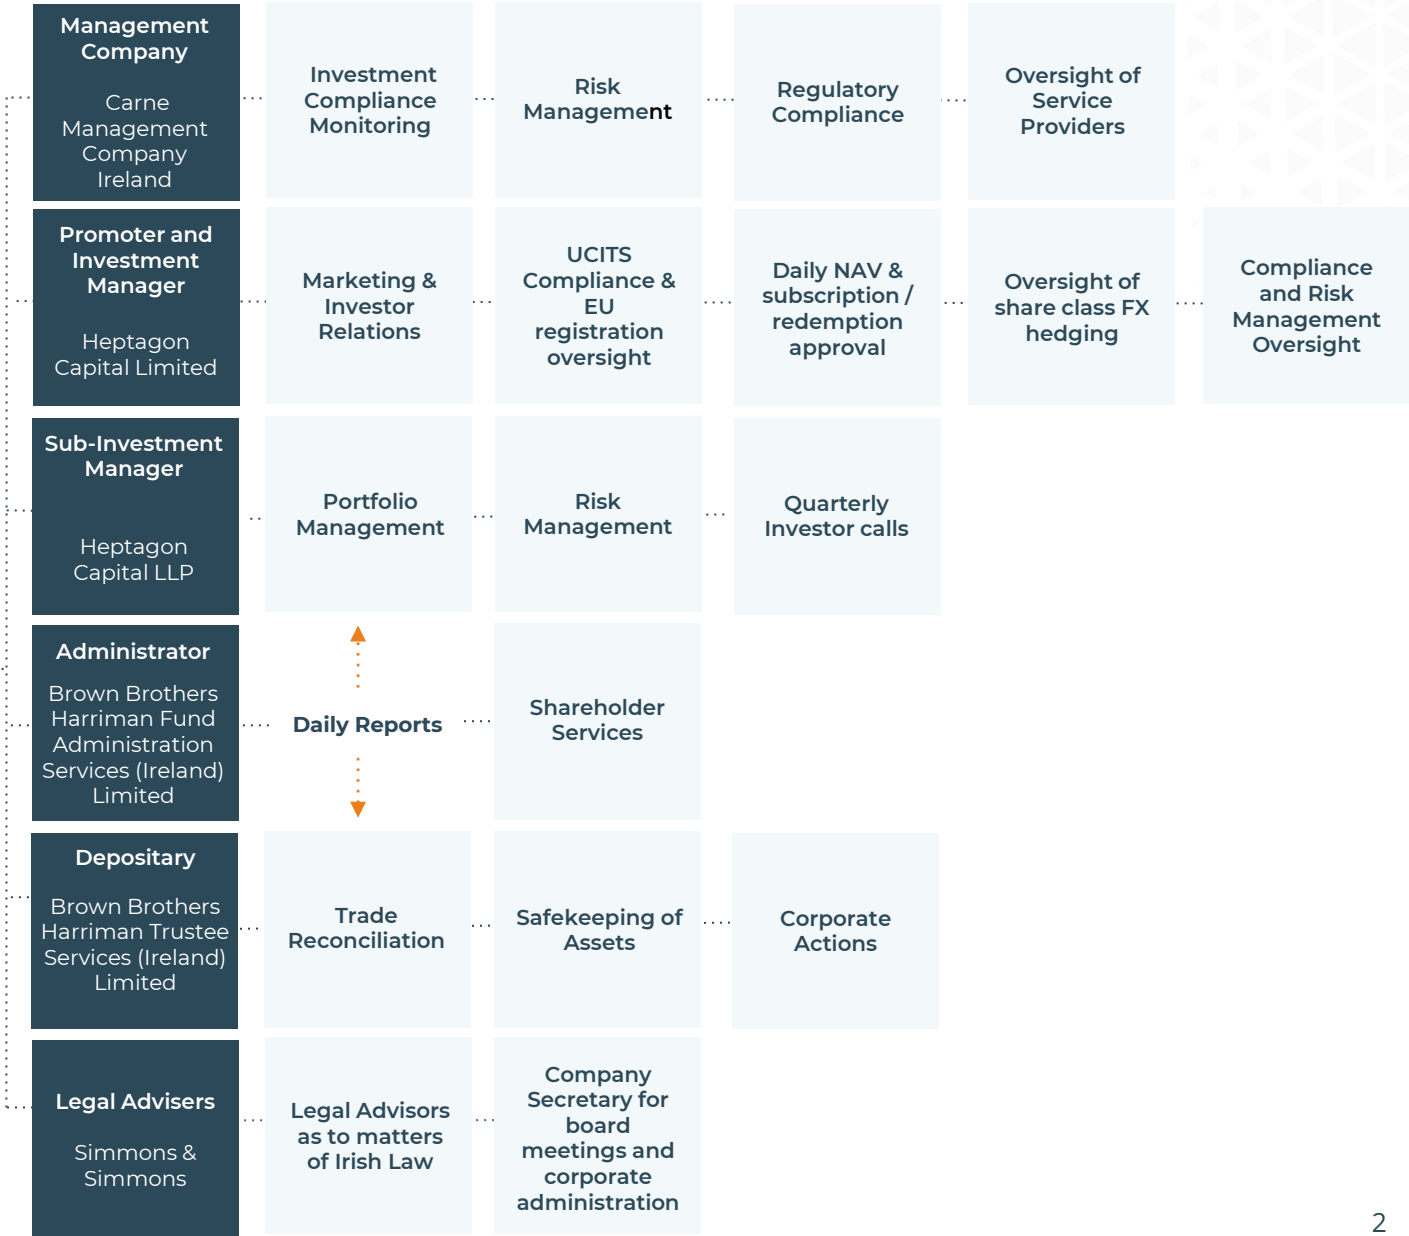 Management
Company
Carne
Management
Company
Ireland
Investment
Compliance
Monitoring
Risk
Management
Regulatory
Compliance
Oversight of
Service
Providers
Promoter and
Investment
Manager
Heptagon
Capital Limited
Marketing &
Investor
Relations
UCITS
Compliance &
EU
registration
oversight
Daily NAV &
subscription /
redemption
approval
Oversight of
share class FX
hedging
Compliance
and Risk
Management
Oversight
Sub-Investment
Manager
Heptagon
Capital LLP
Portfolio
Management
Risk
Management
Quarterly
Investor calls
Administrator
Brown Brothers
Harriman Fund
Administration
Services (Ireland)
Limited
Daily Reports
Shareholder
Services
Depositary
Brown Brothers
Harriman Trustee
Services (Ireland)
Limited
Trade
Reconciliation
Safekeeping of
Assets
Corporate
Actions
Legal Advisers
Simmons &
Simmons
Legal Advisors
as to matters
of Irish Law
Company
Secretary for
board
meetings and
corporate
administration
2